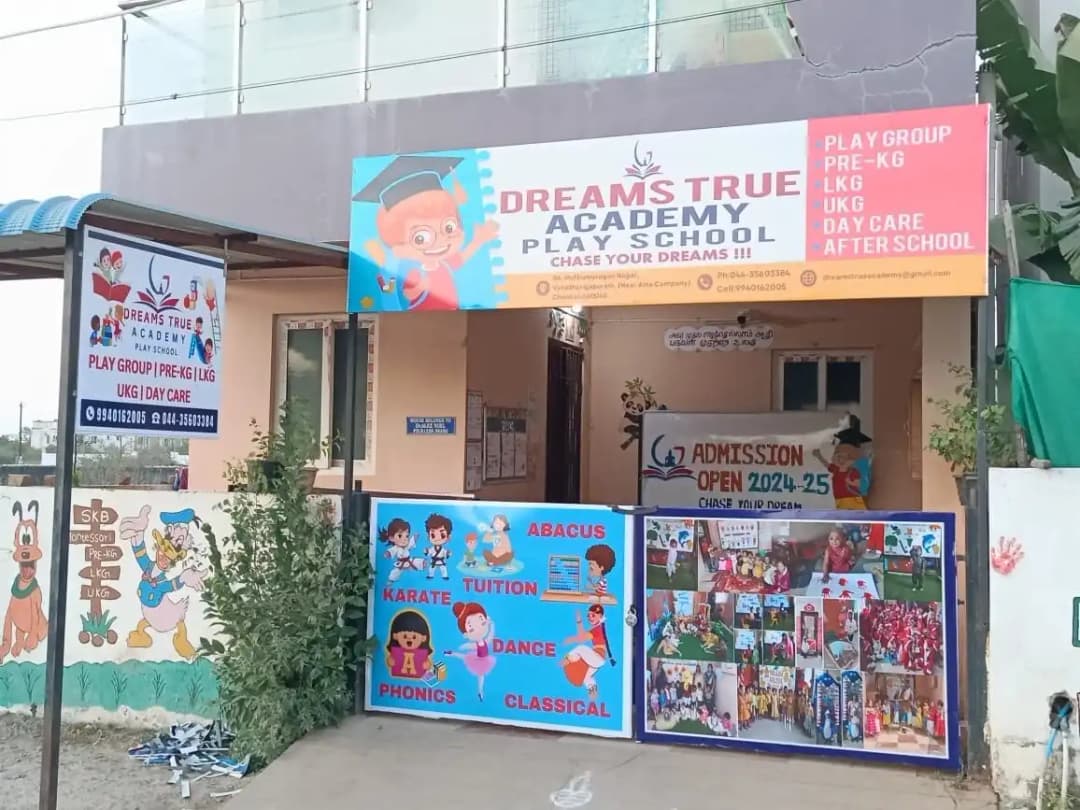 DREAMS TRUE
ACADEMY
PLAY SCHOOL
CHASE YOUR DREAMS !!!
Ph:044-35603384
Cell:9940162005
dreamstrueacademy@gmail.com
PLAY GROUP
PRE-KG
LKG
UKG
DAY CARE
AFTER SCHOOL
DREAMS TRUE
ACADEMY
PLAY SCHOOL
PLAY GROUP | PRE-KG | LKG
UKG | DAY CARE
9940162005 044-35603384
ADMISSION
OPEN 2024-25
CHASE YOUR DREAM
SKB
PRE-KG
LKG
UKG
ABACUS
TUITION
KARATE
DANCE
A
PHONICS
CLASSICAL